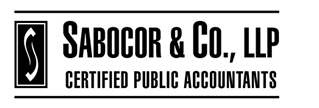 SABOCOR & CO., LLP
CERTIFIED PUBLIC ACCOUNTANTS